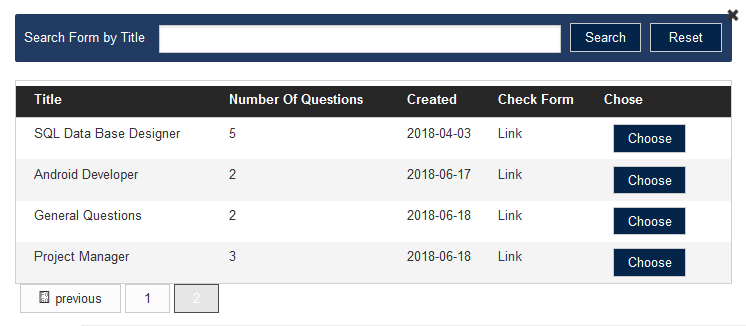 Search Form by Title Search Reset
Title Number Of Questions Created Check Form Chose
SQL Data Base Designer 5 2018-04-03 Link Choose
Android Developer 2 2018-06-17 Link Choose
General Questions 2 2018-06-18 Link Choose
Project Manager 3 2018-06-18 Link Choose
previous 1 2